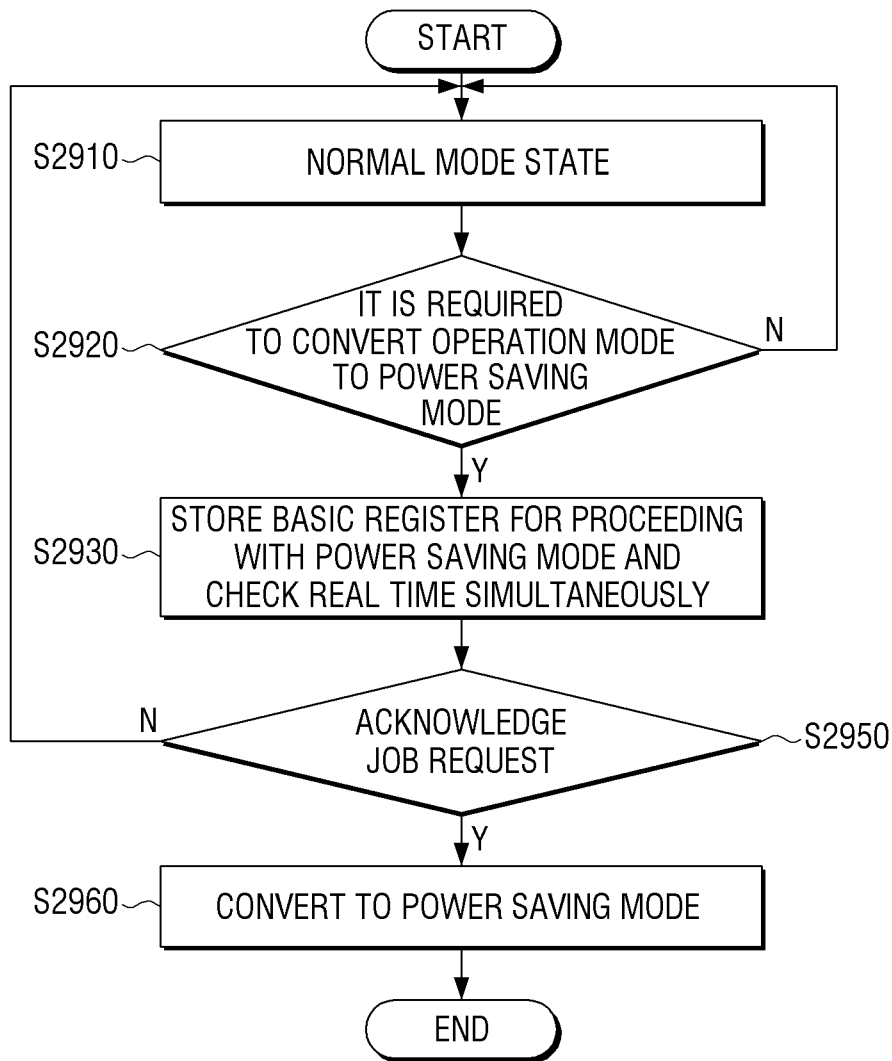 START
S2910
NORMAL MODE STATE
S2920
IT IS REQUIRED
TO CONVERT OPERATION MODE
TO POWER SAVING
MODE
N
Y
S2930
STORE BASIC REGISTER FOR PROCEEDING
WITH POWER SAVING MODE AND
CHECK REAL TIME SIMULTANEOUSLY
N
ACKNOWLEDGE
JOB REQUEST
S2950
Y
S2960
CONVERT TO POWER SAVING MODE
END